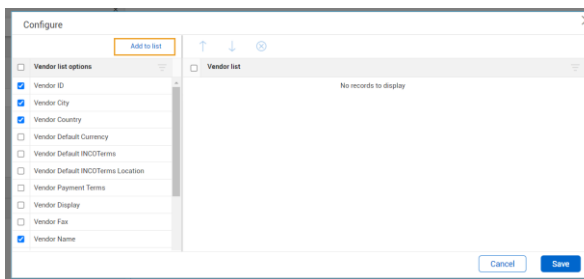 Configure
Add to list
Vendor list options
Vendor list
Vendor ID
No records to display
Vendor City
Vendor Country
Vendor Default Currency
Vendor Default INCOTerms
Vendor Default INCOTerms Location
Vendor Payment Terms
Vendor Display
Vendor Fax
Vendor Name
Cancel
Save